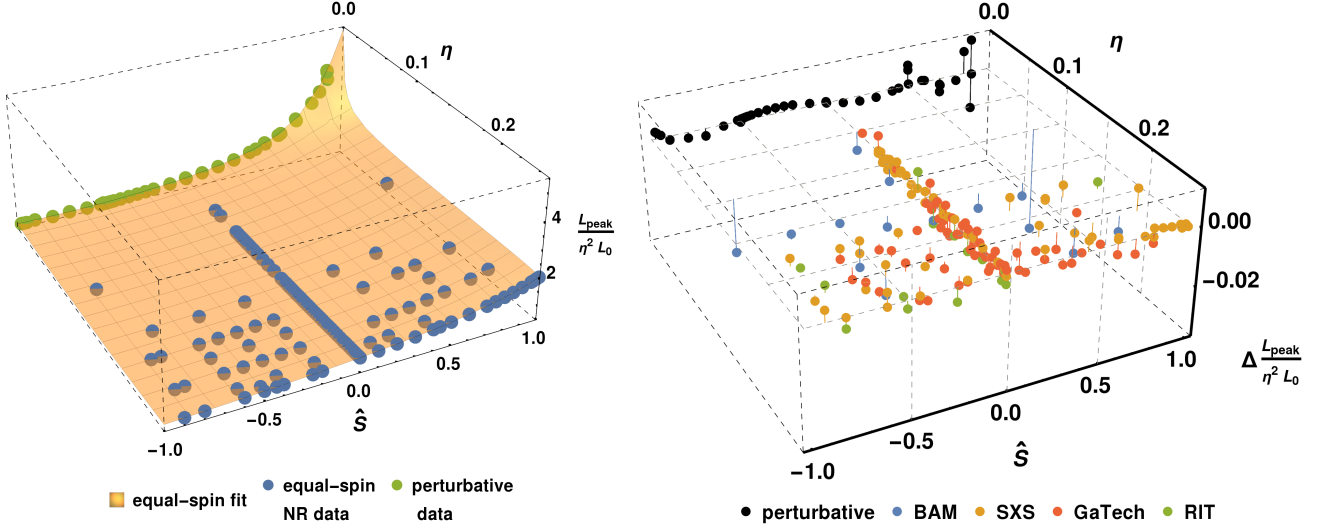 0.0
η
0.1
0.2
4
L_peak / η² L₀
2
1.0
0.5
0.0
−0.5
Ŝ
−1.0
equal−spin fit
equal−spin
NR data
perturbative
data
0.0
η
0.1
0.2
0.00
−0.02
1.0
Δ L_peak / η² L₀
0.5
0.0
−0.5
Ŝ
−1.0
perturbative BAM SXS GaTech RIT